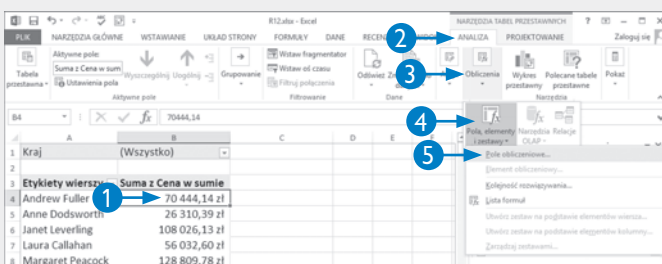 R12.xlsx - Excel
NARZĘDZIA TABEL PRZESTAWNYCH
PLIK NARZĘDZIA GŁÓWNE WSTAWIANIE UKŁAD STRONY FORMUŁY DANE 2 ANALIZA PROJEKTOWANIE Zaloguj się
Tabela przestawna
Aktywne pole:
Suma z Cena w sum
Ustawienia pola
Wyszczególnij Uogólnij
Aktywne pole
Grupowanie
Wstaw fragmentator
Wstaw oś czasu
Filtruj połączenia
Filtrowanie
Odśwież
Dane
3
Obliczenia
Wykres przestawny
Polecane tabele przestawne
Narzędzia
Pokaż
B4 fx 70444,14
4
Pola, elementy i zestawy
Narzędzia OLAP
Relacje
5
Pole obliczeniowe...
Element obliczeniowy...
Kolejność rozwiązywania...
Lista formuł
Utwórz zestaw na podstawie elementów wiersza...
Utwórz zestaw na podstawie elementów kolumny...
Zarządzaj zestawami...
A B C D E
1 Kraj (Wszystko)
2
3 Etykiety wierszy Suma z Cena w sumie
4 Andrew Fuller 1 70 444,14 zł
5 Anne Dodsworth 26 310,39 zł
6 Janet Leverling 108 026,13 zł
7 Laura Callahan 56 032,60 zł
8 Margaret Peacock 128 809,78 zł